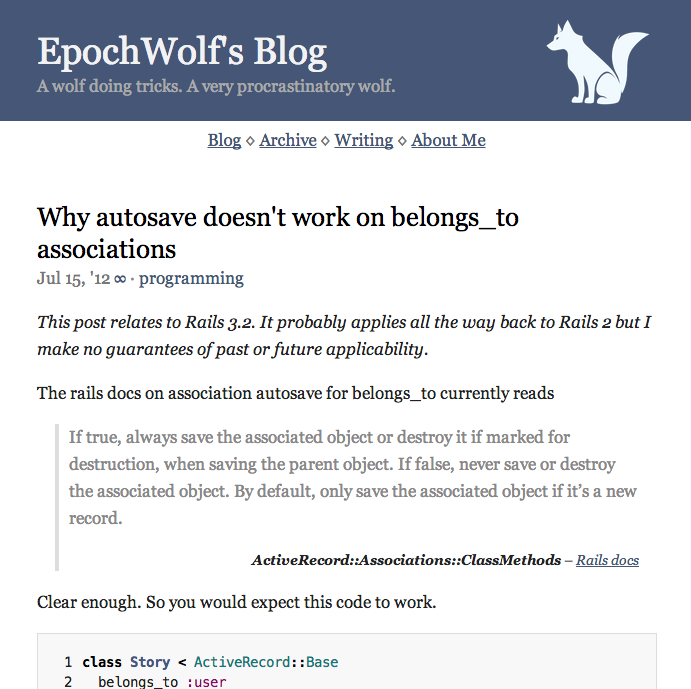 EpochWolf's Blog
A wolf doing tricks. A very procrastinatory wolf.
Blog ◇ Archive ◇ Writing ◇ About Me
Why autosave doesn't work on belongs_to
associations
Jul 15, '12 ∞ · programming
This post relates to Rails 3.2. It probably applies all the way back to Rails 2 but I
make no guarantees of past or future applicability.
The rails docs on association autosave for belongs_to currently reads
If true, always save the associated object or destroy it if marked for
destruction, when saving the parent object. If false, never save or destroy
the associated object. By default, only save the associated object if it’s a new
record.
ActiveRecord::Associations::ClassMethods – Rails docs
Clear enough. So you would expect this code to work.
1 class Story < ActiveRecord::Base
2 belongs_to :user